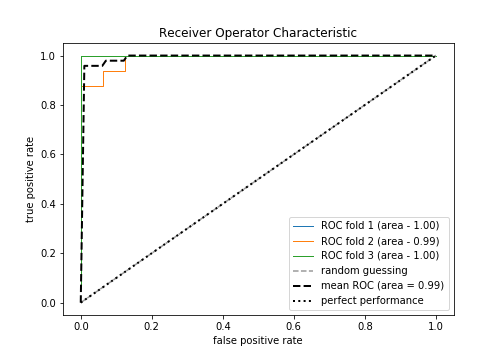 Receiver Operator Characteristic
1.0
0.8
0.6
0.4
0.2
0.0
true positive rate
0.0 0.2 0.4 0.6 0.8 1.0
false positive rate
ROC fold 1 (area - 1.00)
ROC fold 2 (area - 0.99)
ROC fold 3 (area - 1.00)
random guessing
mean ROC (area = 0.99)
perfect performance